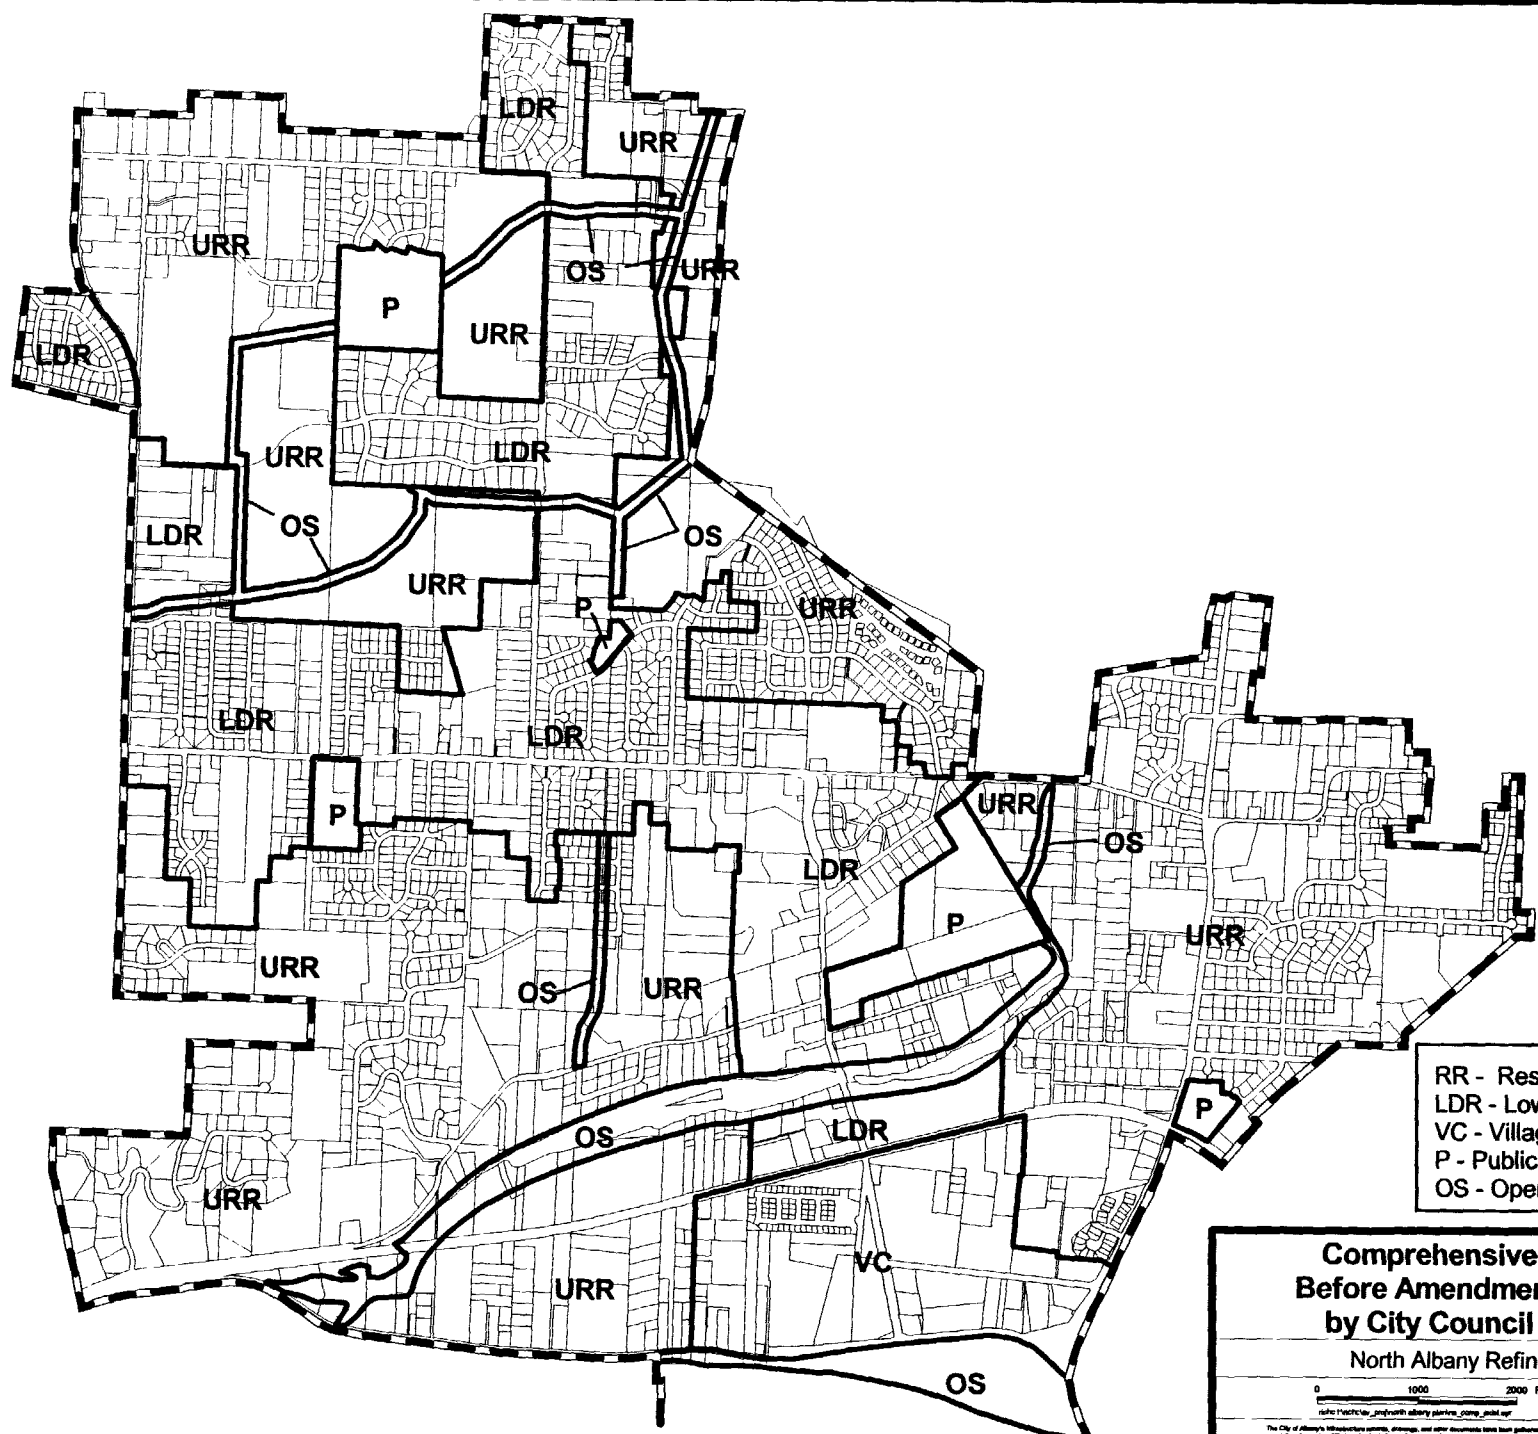 LDR
URR
URR
OS
URR
P
URR
LDR
URR
LDR
OS
LDR
OS
URR
P
URR
LDR
LDR
P
URR
OS
LDR
P
URR
URR
OS
URR
P
OS
LDR
URR
VC
URR
OS
RR - Res
LDR - Low
VC - Villag
P - Public
OS - Open
Comprehensive
Before Amendmen
by City Council
North Albany Refin
0 1000 2000 F